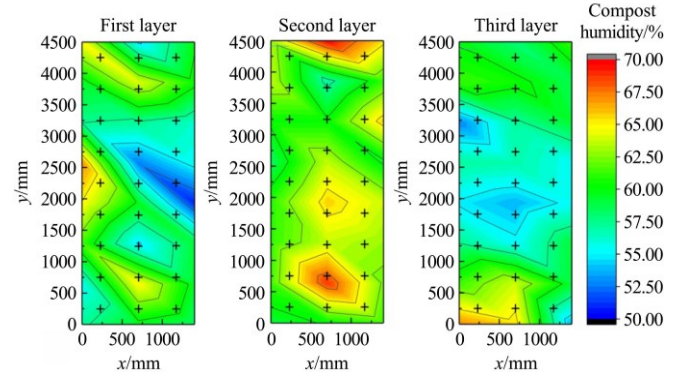 First layer
Second layer
Third layer
Compost
humidity/%
4500
4000
3500
3000
2500
2000
1500
1000
500
0
y/mm
0 500 1000
x/mm
4500
4000
3500
3000
2500
2000
1500
1000
500
0
y/mm
0 500 1000
x/mm
4500
4000
3500
3000
2500
2000
1500
1000
500
0
y/mm
0 500 1000
x/mm
70.00
67.50
65.00
62.50
60.00
57.50
55.00
52.50
50.00